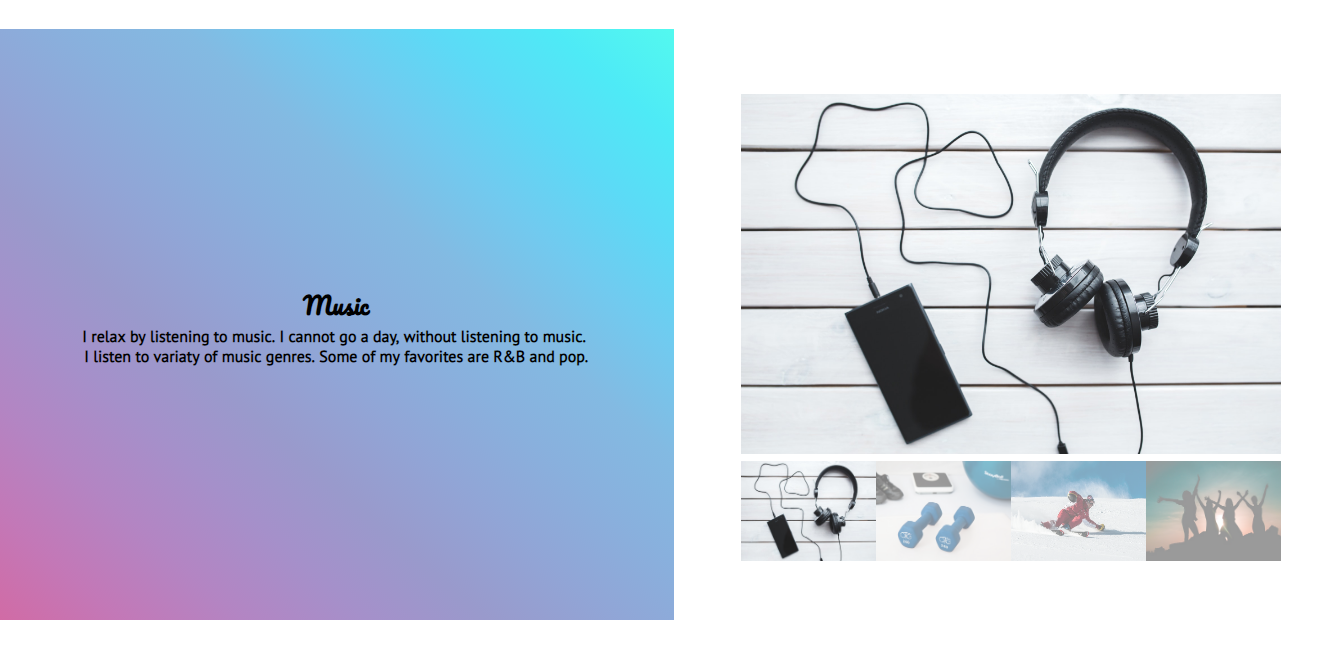 Music
I relax by listening to music. I cannot go a day, without listening to music.
I listen to variaty of music genres. Some of my favorites are R&B and pop.